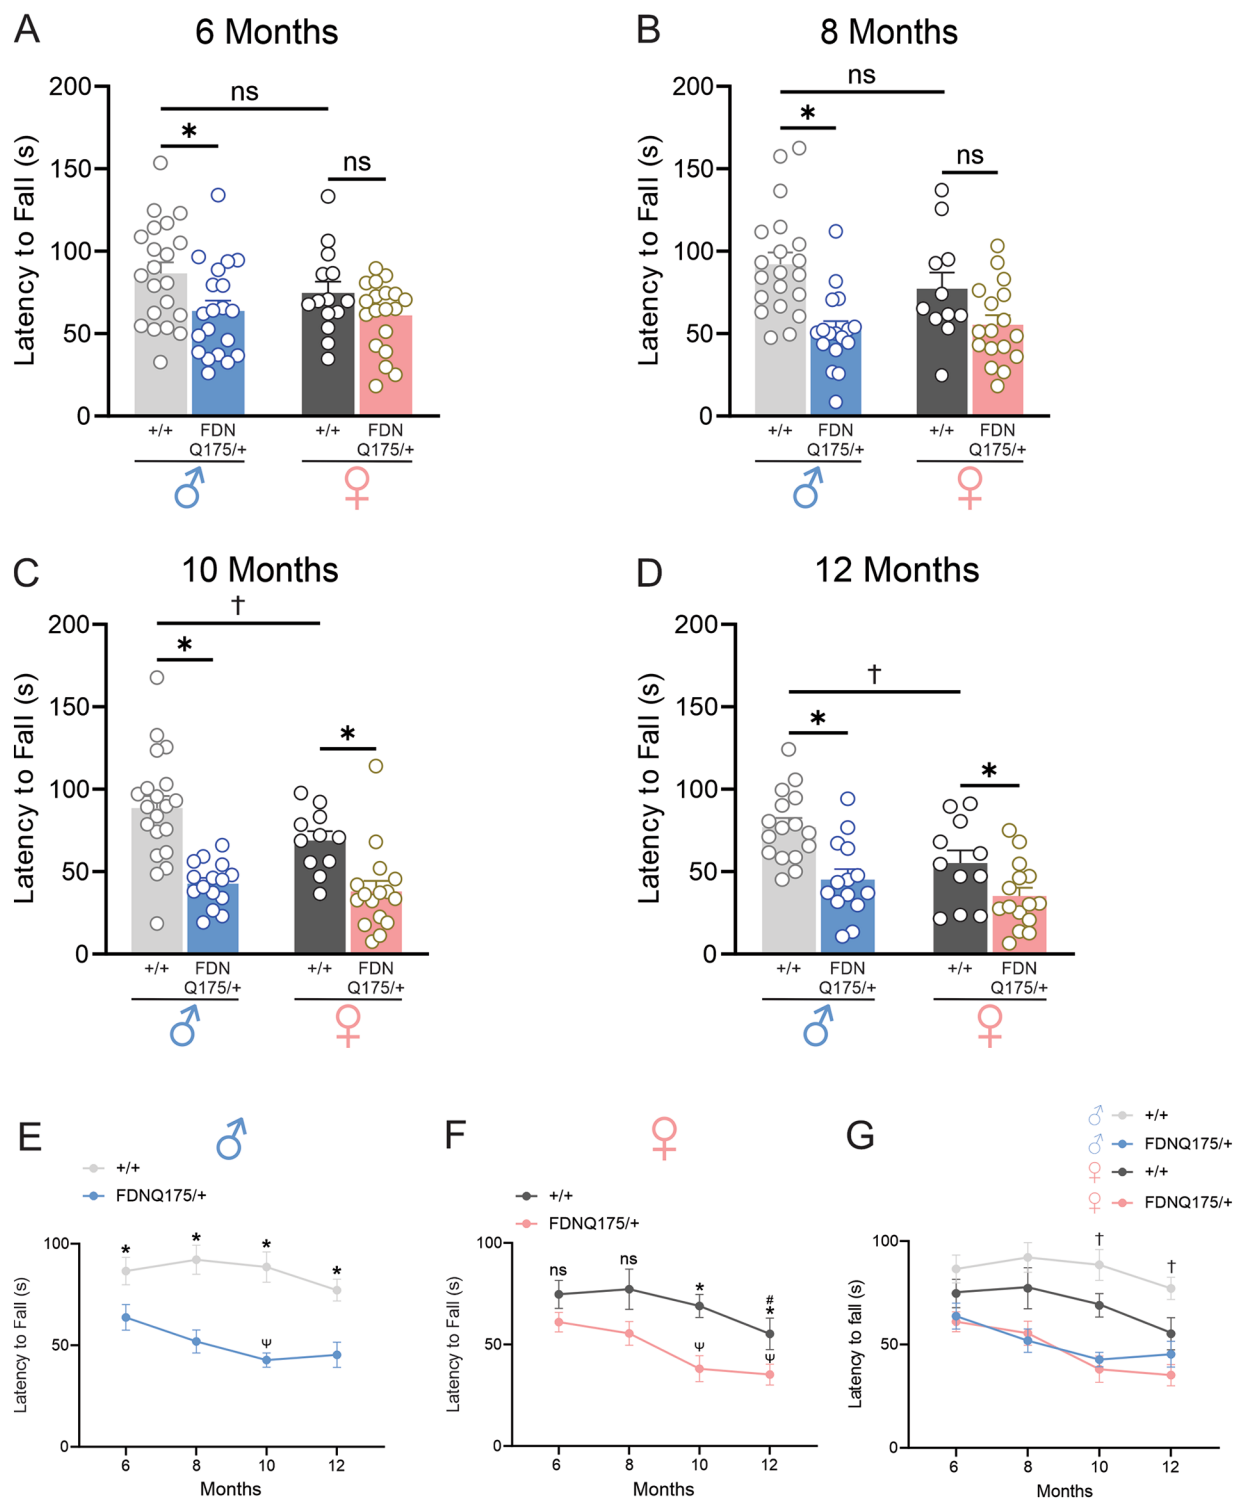 A
6 Months
200
150
100
50
0
Latency to Fall (s)
ns
*
ns
+/+
FDN
Q175/+
+/+
FDN
Q175/+
♂
♀
B
8 Months
200
150
100
50
0
Latency to Fall (s)
ns
*
ns
+/+
FDN
Q175/+
+/+
FDN
Q175/+
♂
♀
C
10 Months
200
150
100
50
0
Latency to Fall (s)
†
*
*
+/+
FDN
Q175/+
+/+
FDN
Q175/+
♂
♀
D
12 Months
200
150
100
50
0
Latency to Fall (s)
†
*
*
+/+
FDN
Q175/+
+/+
FDN
Q175/+
♂
♀
E
♂
+/+
FDNQ175/+
100
50
0
Latency to Fall (s)
* * * *
Ψ
6 8 10 12
Months
F
♀
+/+
FDNQ175/+
100
50
0
Latency to Fall (s)
ns ns * #
*
Ψ Ψ
6 8 10 12
Months
G
♂ +/+
♂ FDNQ175/+
♀ +/+
♀ FDNQ175/+
100
50
0
Latency to fall (s)
† †
6 8 10 12
Months